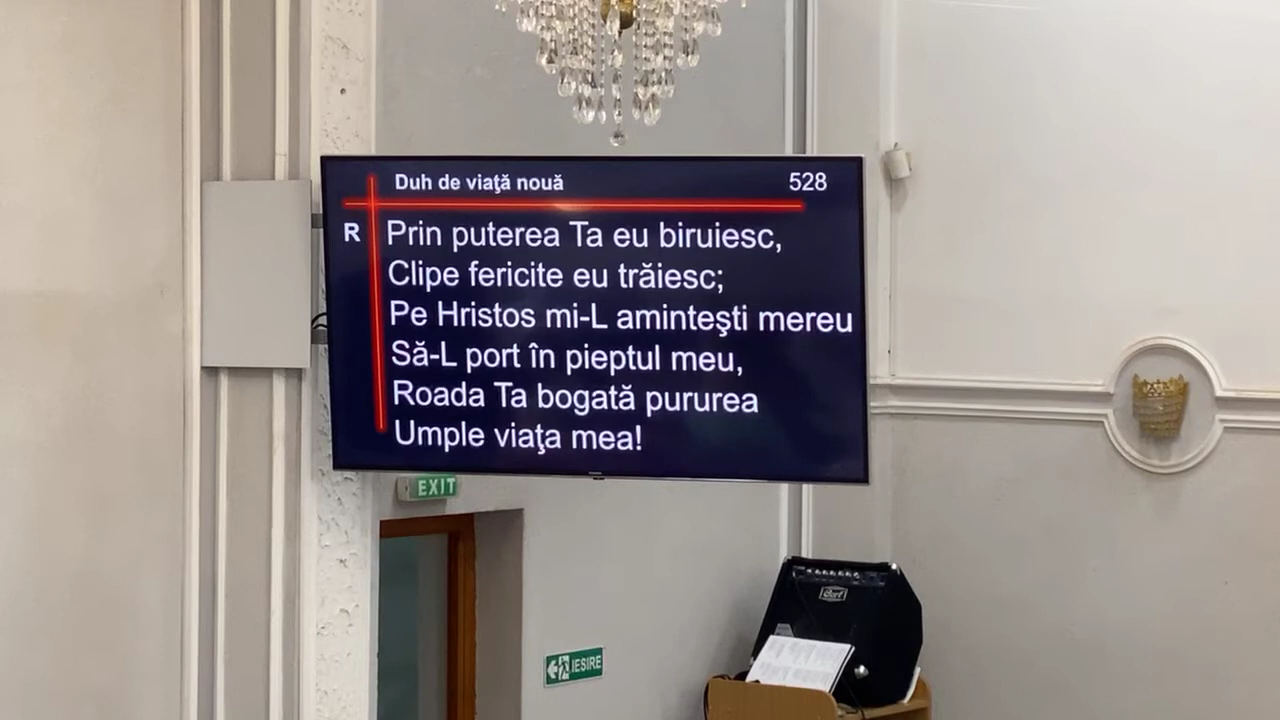 Duh de viaţă nouă 528
R Prin puterea Ta eu biruiesc,
Clipe fericite eu trăiesc;
Pe Hristos mi-L aminteşti mereu
Să-L port în pieptul meu,
Roada Ta bogată pururea
Umple viaţa mea!
EXIT
IESIRE
Cort